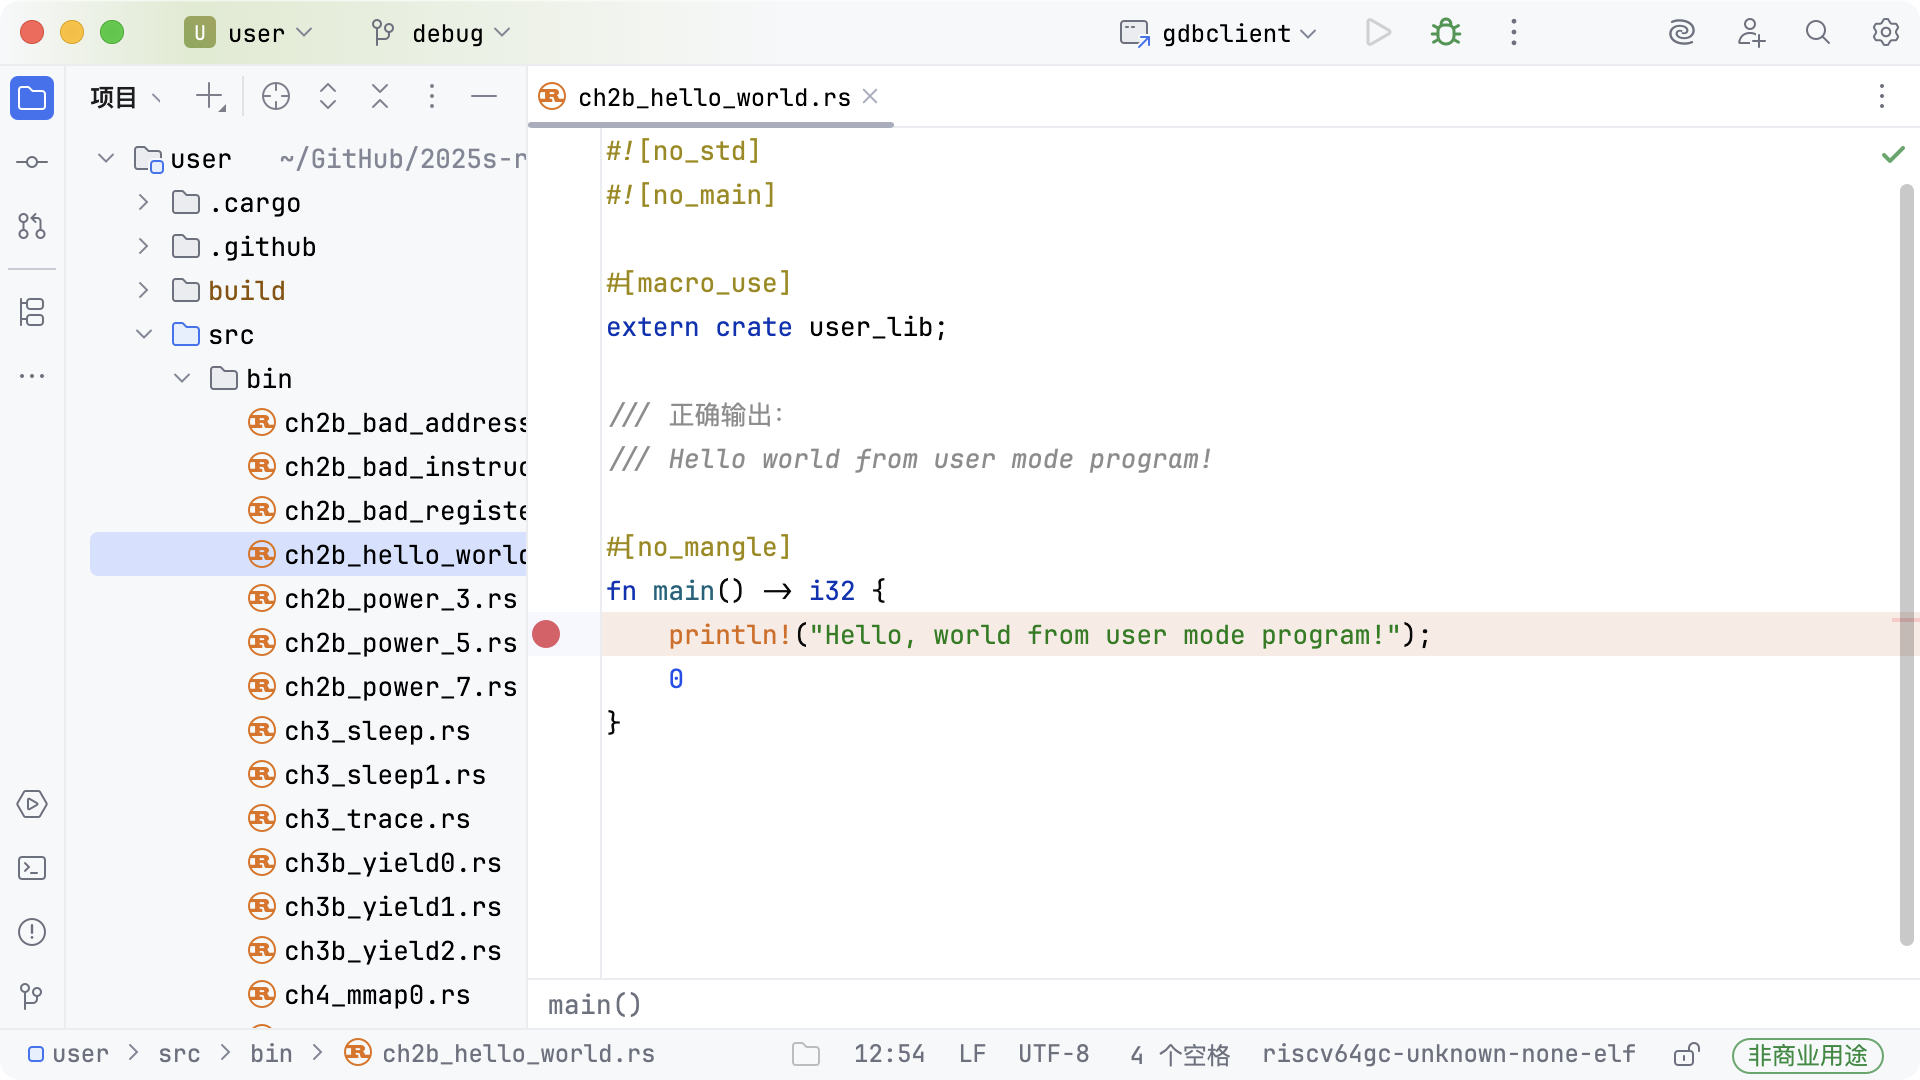 U user debug gdbclient
项目
ch2b_hello_world.rs
user ~/GitHub/2025s-r
.cargo
.github
build
src
bin
ch2b_bad_address
ch2b_bad_instruc
ch2b_bad_registe
ch2b_hello_world
ch2b_power_3.rs
ch2b_power_5.rs
ch2b_power_7.rs
ch3_sleep.rs
ch3_sleep1.rs
ch3_trace.rs
ch3b_yield0.rs
ch3b_yield1.rs
ch3b_yield2.rs
ch4_mmap0.rs
#![no_std]
#![no_main]
#[macro_use]
extern crate user_lib;
/// 正确输出：
/// Hello world from user mode program!
#[no_mangle]
fn main() -> i32 {
println!("Hello, world from user mode program!");
0
}
main()
user > src > bin > ch2b_hello_world.rs 12:54 LF UTF-8 4 个空格 riscv64gc-unknown-none-elf 非商业用途